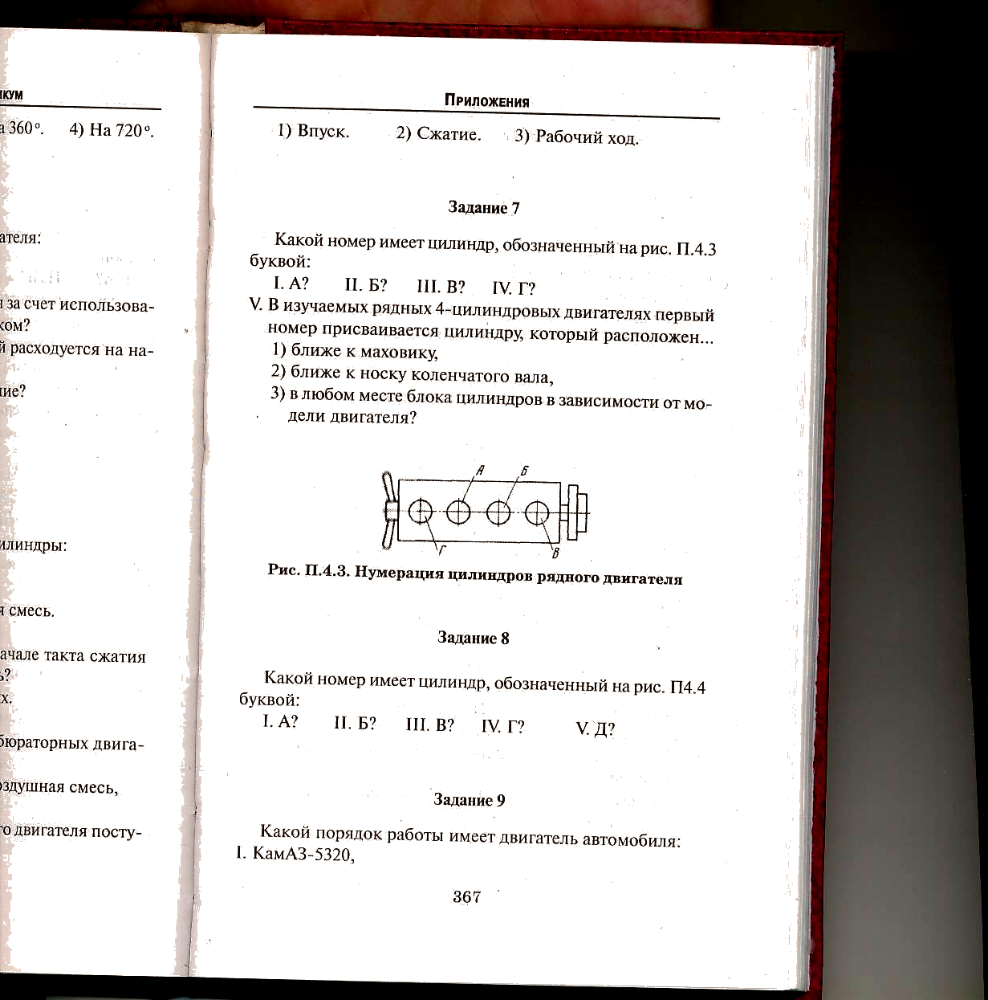 КУМ
а 360°. 4) На 720°.
ателя:
за счет использова-
ком?
й расходуется на на-
ие?
илиндры:
я смесь.
ачале такта сжатия
ь?
х.
бюраторных двига-
оздушная смесь,
го двигателя посту-
Приложения
1) Впуск. 2) Сжатие. 3) Рабочий ход.
Задание 7
Какой номер имеет цилиндр, обозначенный на рис. П.4.3
буквой:
I. А? II. Б? III. В? IV. Г?
V. В изучаемых рядных 4-цилиндровых двигателях первый
номер присваивается цилиндру, который расположен...
1) ближе к маховику,
2) ближе к носку коленчатого вала,
3) в любом месте блока цилиндров в зависимости от мо-
дели двигателя?
А Б
Г В
Рис. П.4.3. Нумерация цилиндров рядного двигателя
Задание 8
Какой номер имеет цилиндр, обозначенный на рис. П4.4
буквой:
I. А? II. Б? III. В? IV. Г? V. Д?
Задание 9
Какой порядок работы имеет двигатель автомобиля:
I. КамАЗ-5320,
367